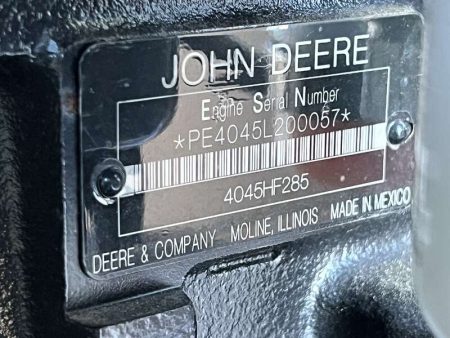 JOHN DEERE
Engine Serial Number
*PE4045L200057*
4045HF285
DEERE & COMPANY MOLINE, ILLINOIS MADE IN MEXICO